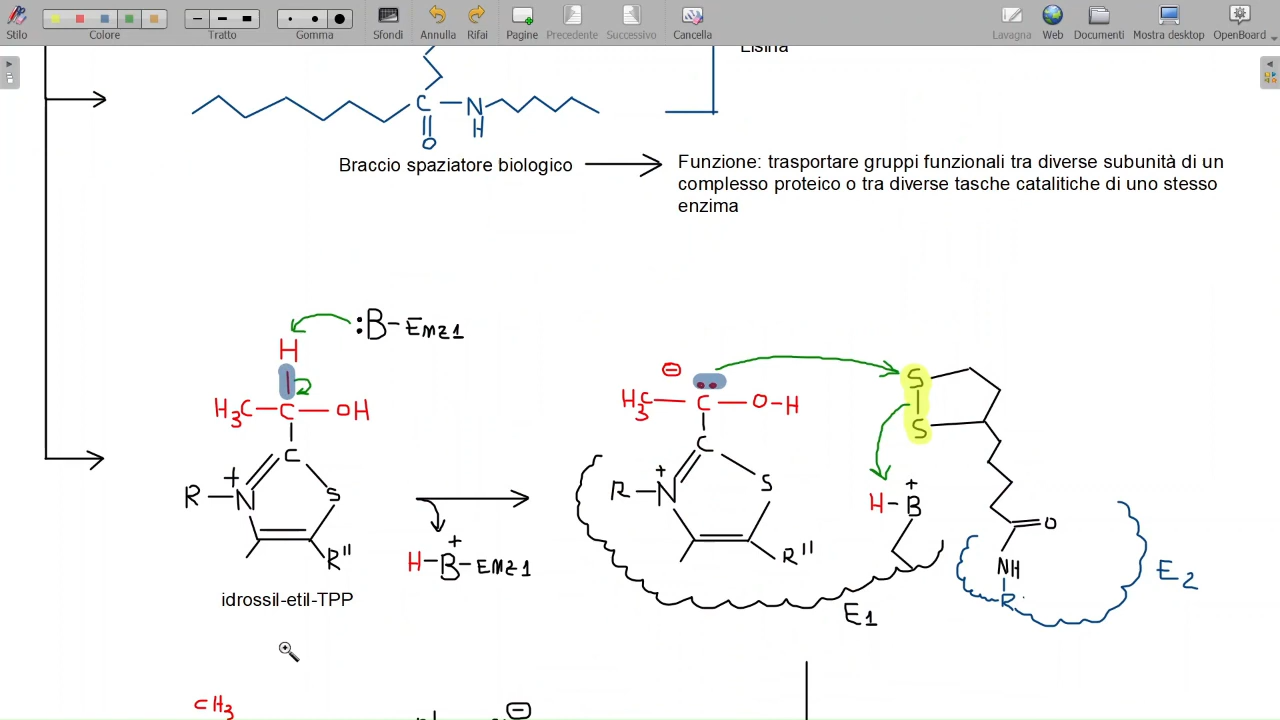 Stilo
Colore
Tratto
Gomma
Sfondi
Annulla
Rifai
Pagine
Precedente
Successivo
Cancella
Lavagna
Web
Documenti
Mostra desktop
OpenBoard
Lisina
C
N
H
O
Braccio spaziatore biologico
Funzione: trasportare gruppi funzionali tra diverse subunità di un
complesso proteico o tra diverse tasche catalitiche di uno stesso
enzima
:B-Enz1
H
H3C-C-OH
C
R-N+
S
R"
H-B+-Enz1
idrossil-etil-TPP
⊖
H3C-C-O-H
C
R-N+
S
R"
E1
S
S
H-B+
O
NH
R
E2
CH3
⊖